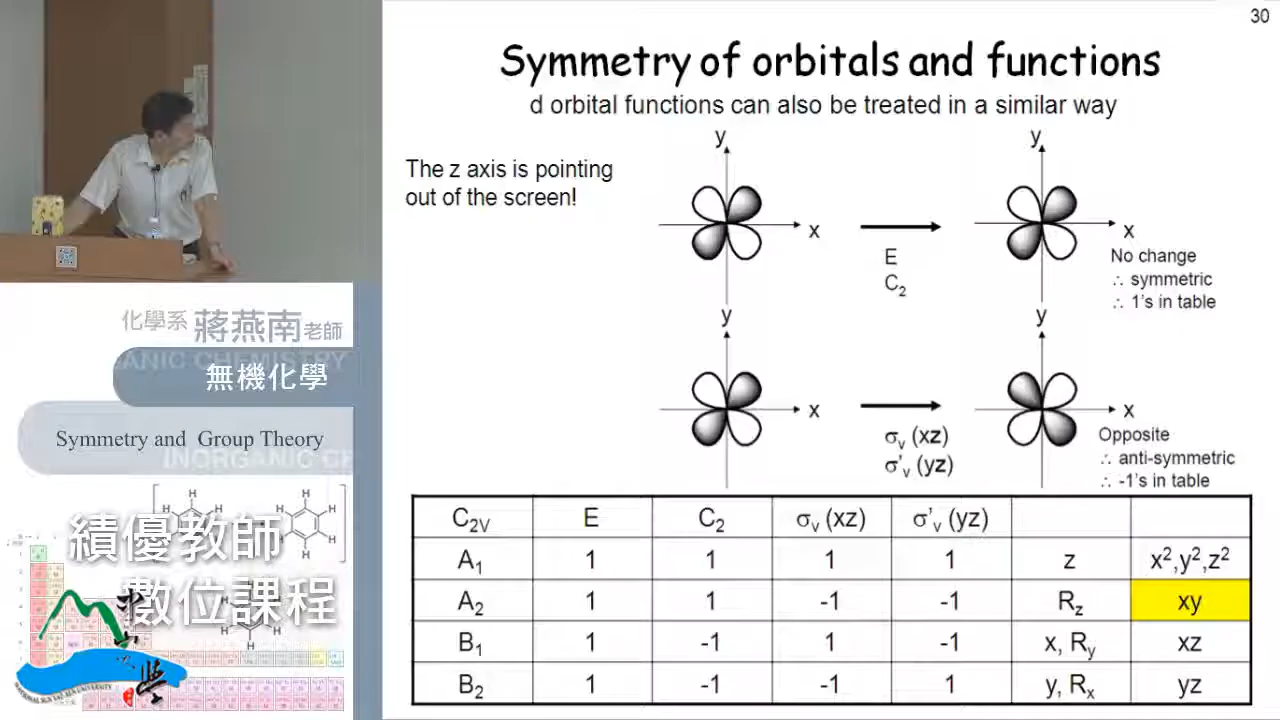 30
Symmetry of orbitals and functions
d orbital functions can also be treated in a similar way
The z axis is pointing
out of the screen!
y
x
E
C₂
y
x
No change
∴ symmetric
∴ 1's in table
y
x
σᵥ (xz)
σ'ᵥ (yz)
y
x
Opposite
∴ anti-symmetric
∴ -1's in table
C₂V E C₂ σᵥ (xz) σ'ᵥ (yz)
A₁ 1 1 1 1 z x²,y²,z²
A₂ 1 1 -1 -1 Rz xy
B₁ 1 -1 1 -1 x, Ry xz
B₂ 1 -1 -1 1 y, Rx yz
化學系 蔣燕南老師
無機化學
Symmetry and Group Theory
績優教師
數位課程